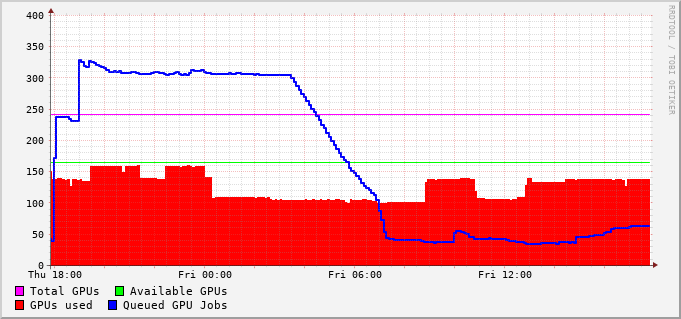 400
350
300
250
200
150
100
50
0
Thu 18:00 Fri 00:00 Fri 06:00 Fri 12:00
Total GPUs Available GPUs
GPUs used Queued GPU Jobs
RRDTOOL / TOBI OETIKER